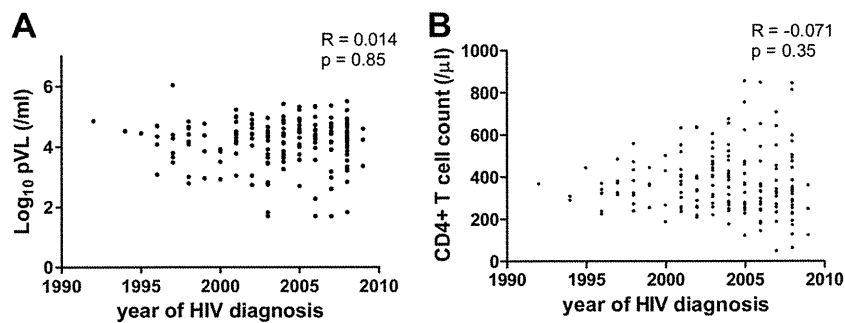 A
R = 0.014
p = 0.85
Log10 pVL (/ml)
6
4
2
0
1990 1995 2000 2005 2010
year of HIV diagnosis
B
R = -0.071
p = 0.35
CD4+ T cell count (/µl)
1000
800
600
400
200
0
1990 1995 2000 2005 2010
year of HIV diagnosis